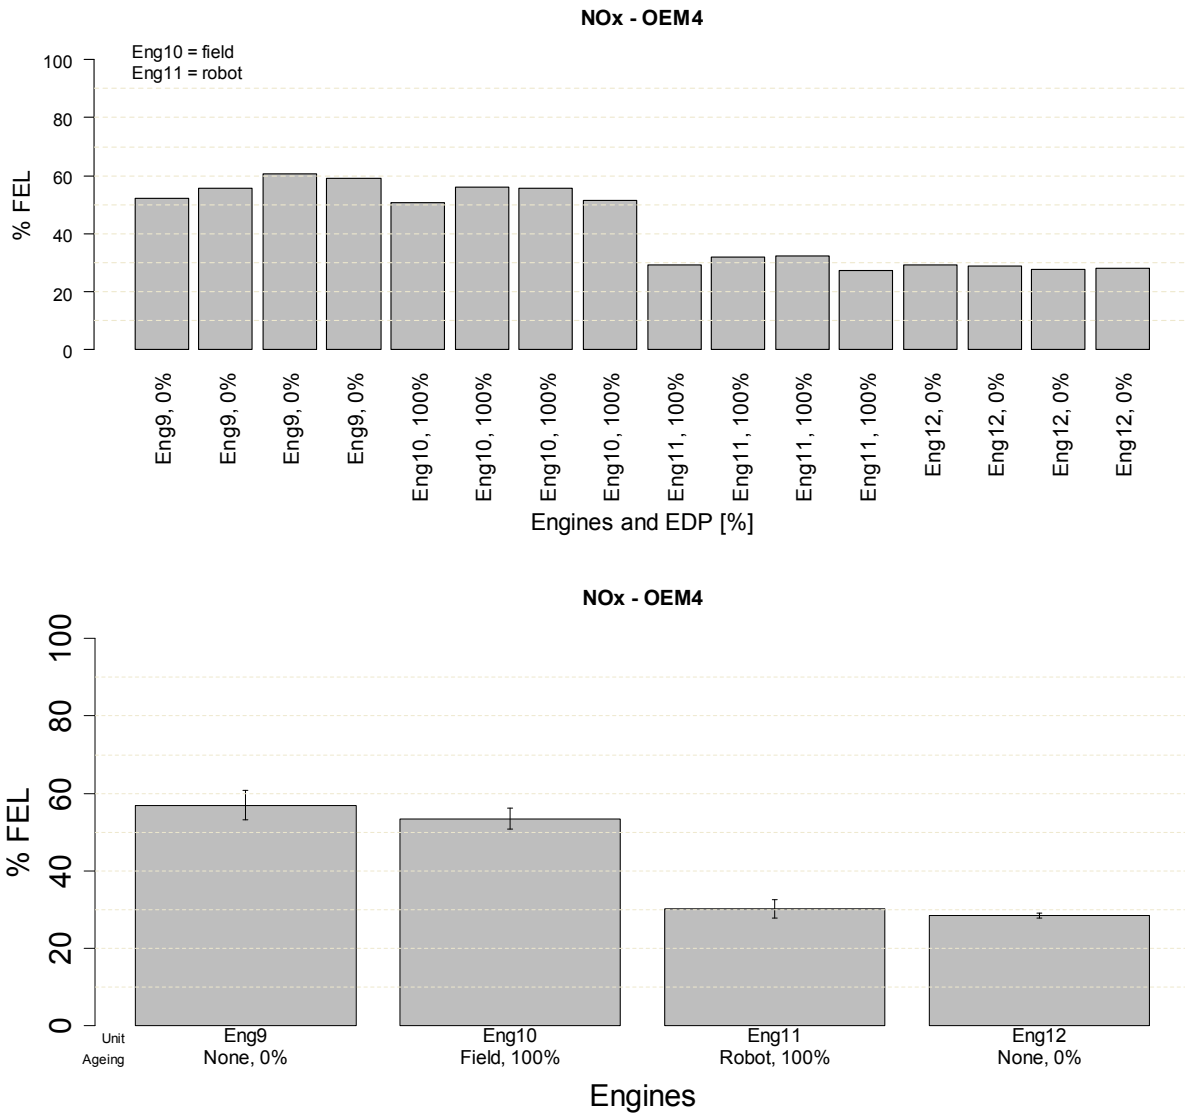 NOx - OEM4
Eng10 = field
Eng11 = robot
100
80
60
40
20
0
% FEL
Eng9, 0%
Eng9, 0%
Eng9, 0%
Eng9, 0%
Eng10, 100%
Eng10, 100%
Eng10, 100%
Eng10, 100%
Eng11, 100%
Eng11, 100%
Eng11, 100%
Eng11, 100%
Eng12, 0%
Eng12, 0%
Eng12, 0%
Eng12, 0%
Engines and EDP [%]
NOx - OEM4
100
80
60
40
20
0
% FEL
Unit Eng9 Eng10 Eng11 Eng12
Ageing None, 0% Field, 100% Robot, 100% None, 0%
Engines